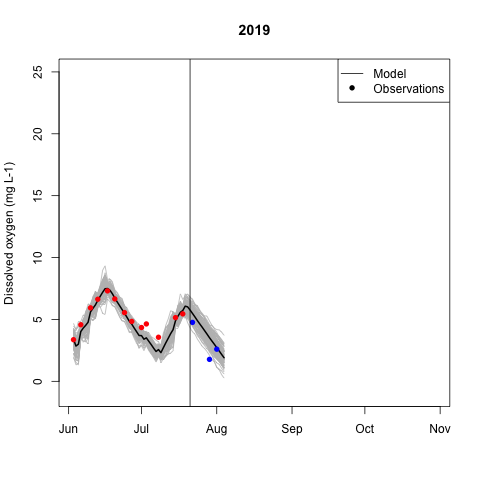 2019
Model
Observations
Dissolved oxygen (mg L-1)
25
20
15
10
5
0
Jun Jul Aug Sep Oct Nov